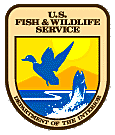 U.S.
FISH & WILDLIFE
SERVICE
DEPARTMENT OF THE INTERIOR